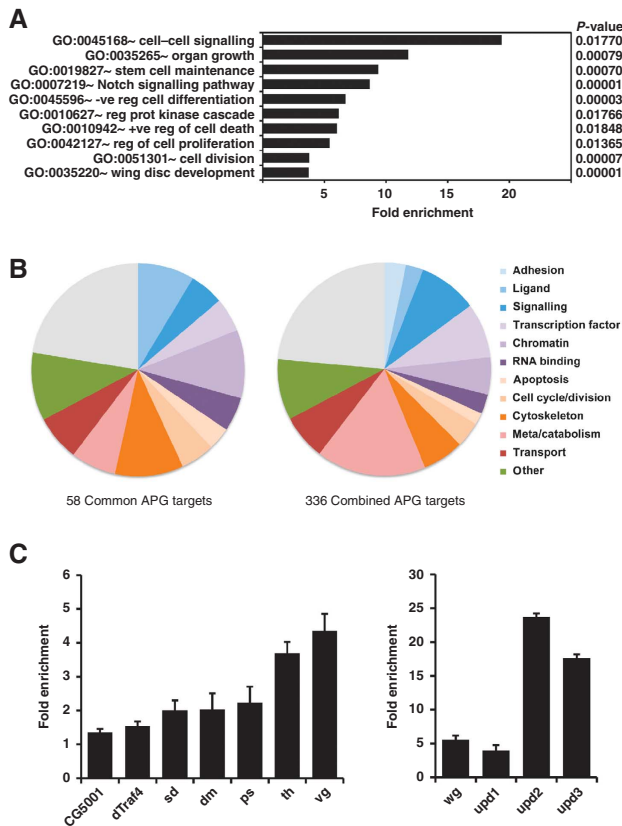 A
P-value
GO:0045168~ cell–cell signalling 0.01770
GO:0035265~ organ growth 0.00079
GO:0019827~ stem cell maintenance 0.00070
GO:0007219~ Notch signalling pathway 0.00001
GO:0045596~ -ve reg cell differentiation 0.00003
GO:0010627~ reg prot kinase cascade 0.01766
GO:0010942~ +ve reg of cell death 0.01848
GO:0042127~ reg of cell proliferation 0.01365
GO:0051301~ cell division 0.00007
GO:0035220~ wing disc development 0.00001
5 10 15 20
Fold enrichment
B
Adhesion
Ligand
Signalling
Transcription factor
Chromatin
RNA binding
Apoptosis
Cell cycle/division
Cytoskeleton
Meta/catabolism
Transport
Other
58 Common APG targets
336 Combined APG targets
C
Fold enrichment
6
5
4
3
2
1
0
CG5001 dTraf4 sd dm ps th vg
Fold enrichment
30
25
20
15
10
5
0
wg upd1 upd2 upd3